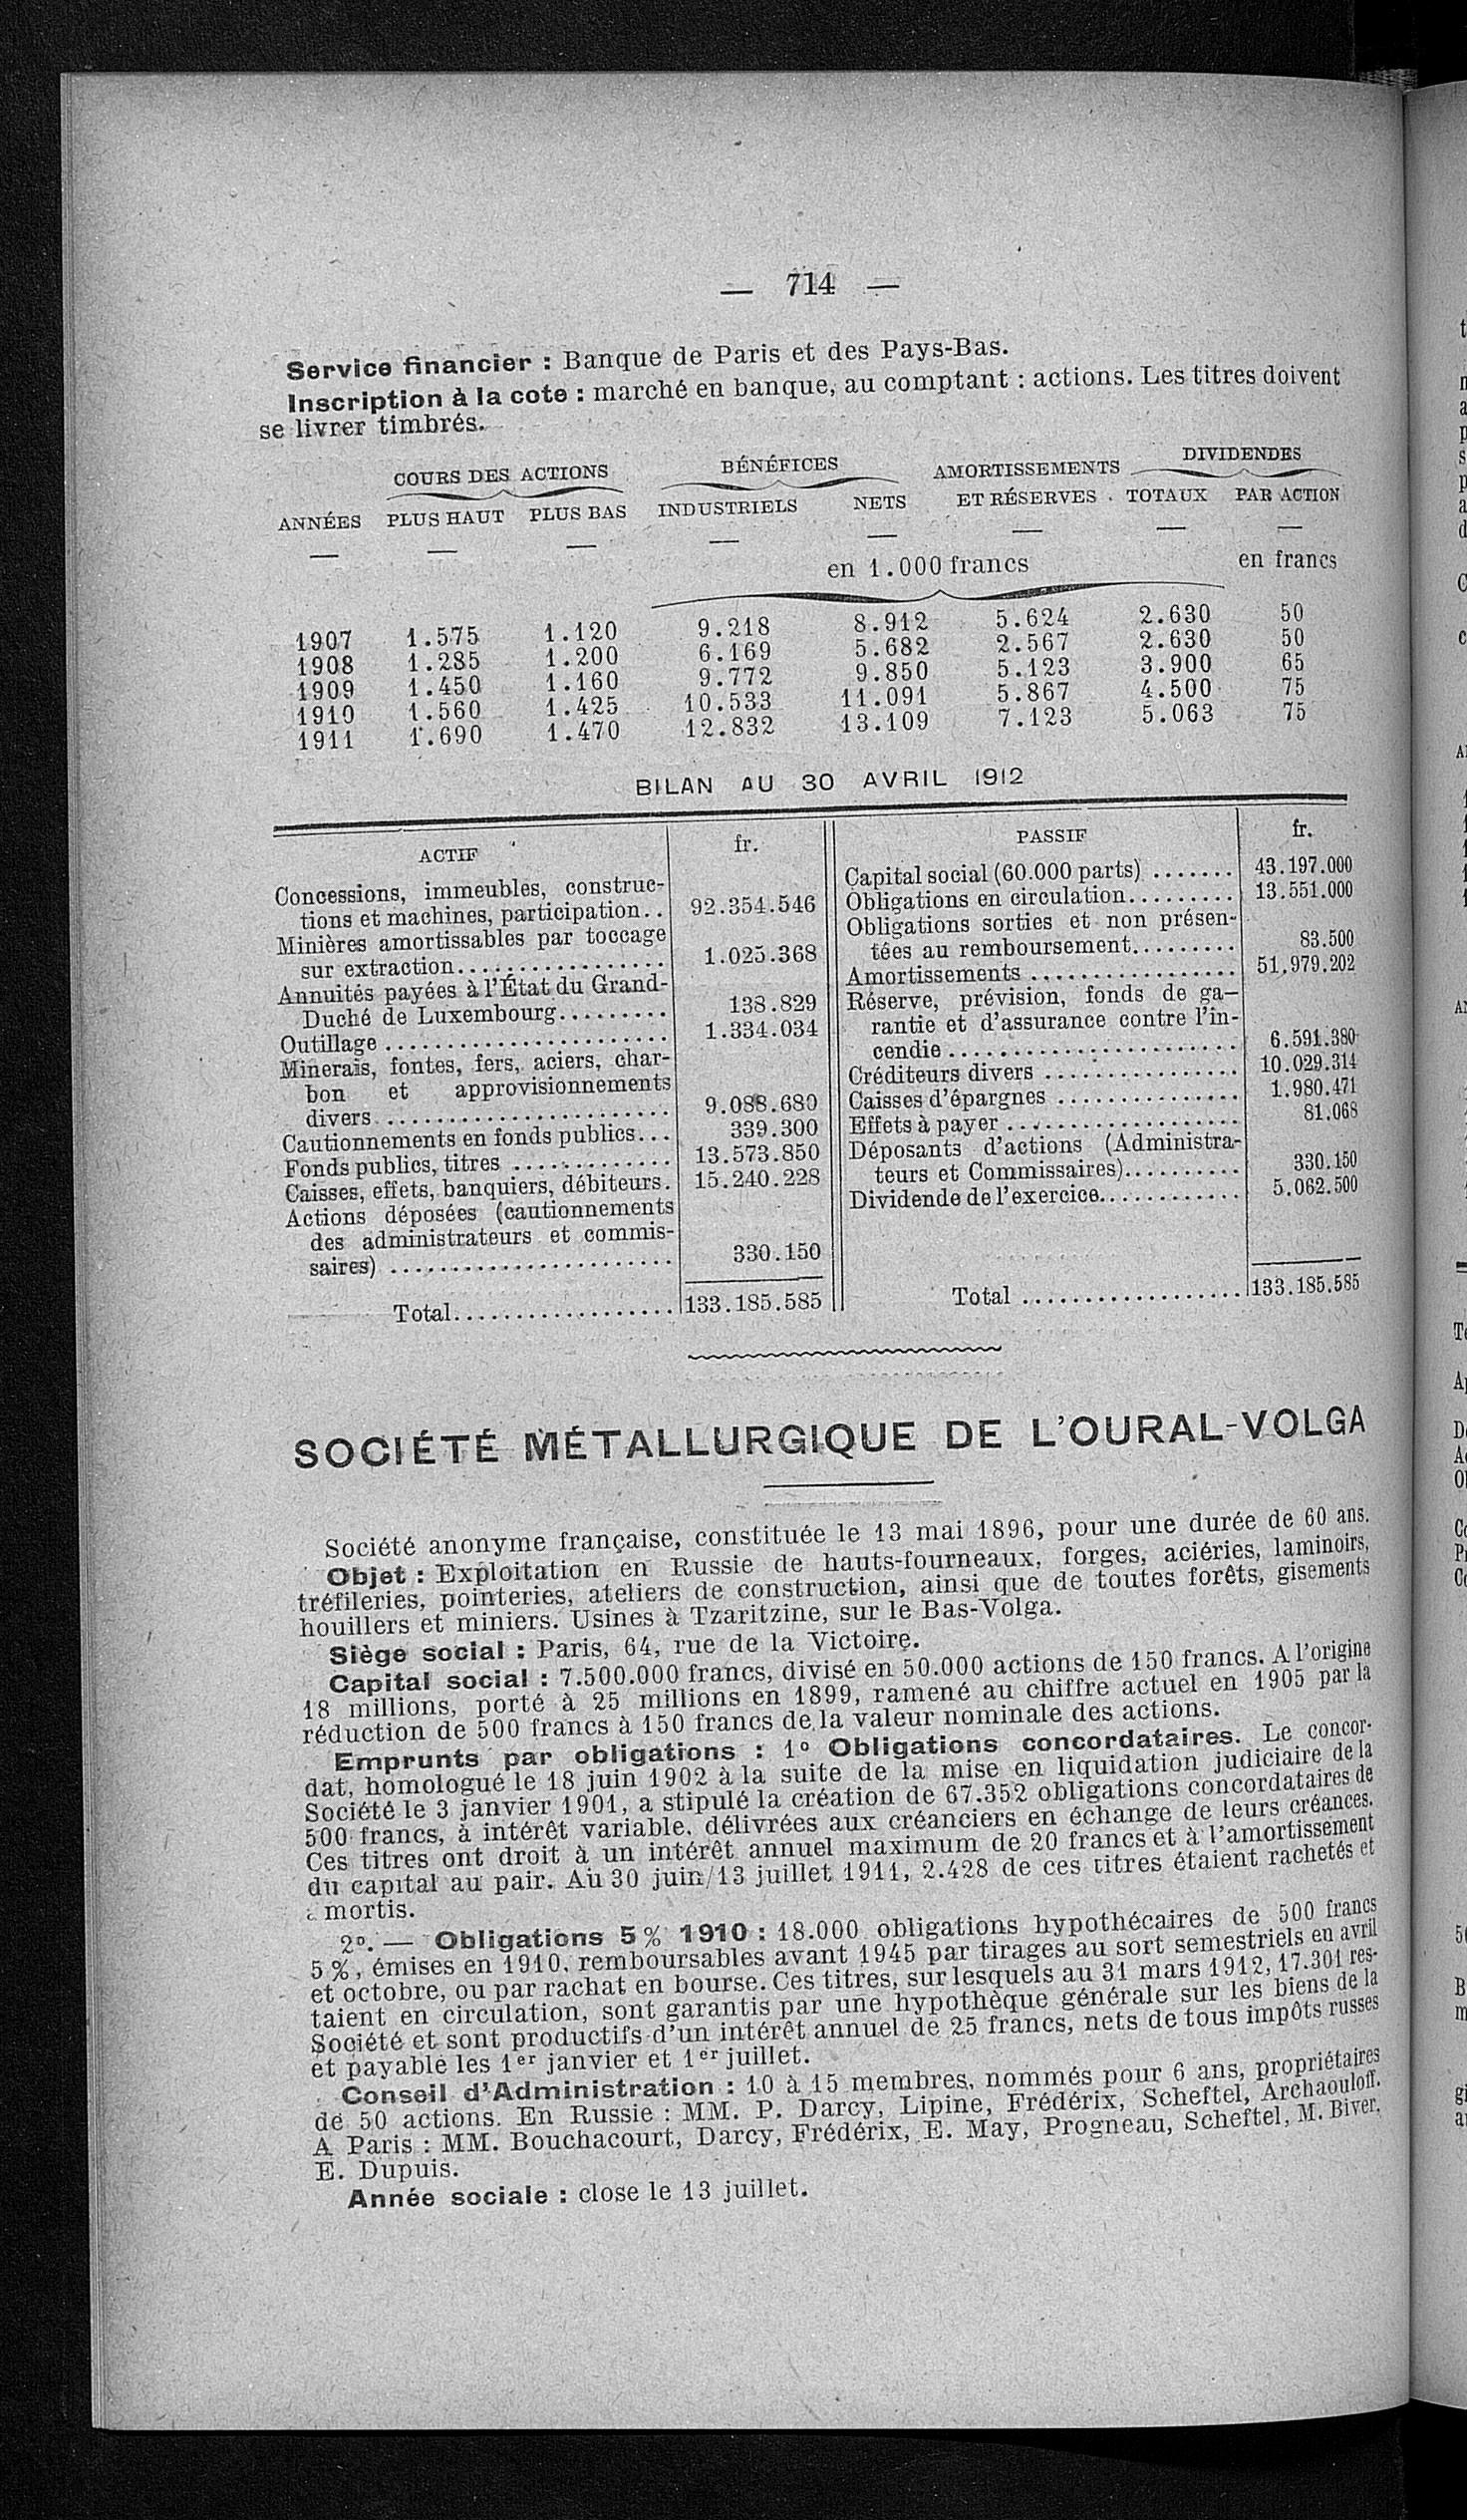 — 714 —
Service financier : Banque de Paris et des Pays-Bas.
Inscription à la cote : marché en banque, au comptant : actions. Les titres doivent
se livrer timbrés.
COURS DES ACTIONS BÉNÉFICES AMORTISSEMENTS DIVIDENDES
ANNÉES PLUS HAUT PLUS BAS INDUSTRIELS NETS ET RÉSERVES TOTAUX PAR ACTION
— — — — — — — —
en 1.000 francs en francs
1907 1.575 1.120 9.218 8.912 5.624 2.630 50
1908 1.285 1.200 6.169 5.682 2.567 2.630 50
1909 1.450 1.160 9.772 9.850 5.123 3.900 65
1910 1.560 1.425 10.533 11.091 5.867 4.500 75
1911 1.690 1.470 12.832 13.109 7.123 5.063 75
BILAN AU 30 AVRIL 1912
ACTIF fr.
Concessions, immeubles, construc-
tions et machines, participation.. 92.354.546
Minières amortissables par toccage
sur extraction................. 1.025.368
Annuités payées à l'État du Grand-
Duché de Luxembourg......... 138.829
Outillage ....................... 1.334.034
Minerais, fontes, fers, aciers, char-
bon et approvisionnements
divers ....................... 9.088.680
Cautionnements en fonds publics... 339.300
Fonds publics, titres ............. 13.573.850
Caisses, effets, banquiers, débiteurs. 15.240.228
Actions déposées (cautionnements
des administrateurs et commis-
saires) ....................... 330.150
Total.................. 133.185.585
PASSIF fr.
Capital social (60.000 parts) ....... 43.197.000
Obligations en circulation......... 13.551.000
Obligations sorties et non présen-
tées au remboursement......... 83.500
Amortissements ................. 51.979.202
Réserve, prévision, fonds de ga-
rantie et d'assurance contre l'in-
cendie ....................... 6.591.380
Créditeurs divers ................ 10.029.314
Caisses d'épargnes ............... 1.980.471
Effets à payer ................... 81.068
Déposants d'actions (Administra-
teurs et Commissaires).......... 330.150
Dividende de l'exercice............ 5.062.500
Total .................. 133.185.585
SOCIÉTÉ MÉTALLURGIQUE DE L'OURAL-VOLGA
Société anonyme française, constituée le 13 mai 1896, pour une durée de 60 ans.
Objet : Exploitation en Russie de hauts-fourneaux, forges, aciéries, laminoirs,
tréfileries, pointeries, ateliers de construction, ainsi que de toutes forêts, gisements
houillers et miniers. Usines à Tzaritzine, sur le Bas-Volga.
Siège social : Paris, 64, rue de la Victoire.
Capital social : 7.500.000 francs, divisé en 50.000 actions de 150 francs. A l'origine
18 millions, porté à 25 millions en 1899, ramené au chiffre actuel en 1905 par la
réduction de 500 francs à 150 francs de la valeur nominale des actions.
Emprunts par obligations : 1º Obligations concordataires. Le concor-
dat, homologué le 18 juin 1902 à la suite de la mise en liquidation judiciaire de la
Société le 3 janvier 1901, a stipulé la création de 67.352 obligations concordataires de
500 francs, à intérêt variable, délivrées aux créanciers en échange de leurs créances.
Ces titres ont droit à un intérêt annuel maximum de 20 francs et à l'amortissement
du capital au pair. Au 30 juin/13 juillet 1911, 2.428 de ces titres étaient rachetés et
amortis.
2º. — Obligations 5 % 1910 : 18.000 obligations hypothécaires de 500 francs
5 %, émises en 1910, remboursables avant 1945 par tirages au sort semestriels en avril
et octobre, ou par rachat en bourse. Ces titres, sur lesquels au 31 mars 1912, 17.301 res-
taient en circulation, sont garantis par une hypothèque générale sur les biens de la
Société et sont productifs d'un intérêt annuel de 25 francs, nets de tous impôts russes
et payable les 1er janvier et 1er juillet.
Conseil d'Administration : 10 à 15 membres, nommés pour 6 ans, propriétaires
de 50 actions. En Russie : MM. P. Darcy, Lipine, Frédérix, Scheftel, Archaouloff.
A Paris : MM. Bouchacourt, Darcy, Frédérix, E. May, Progneau, Scheftel, M. Biver,
E. Dupuis.
Année sociale : close le 13 juillet.